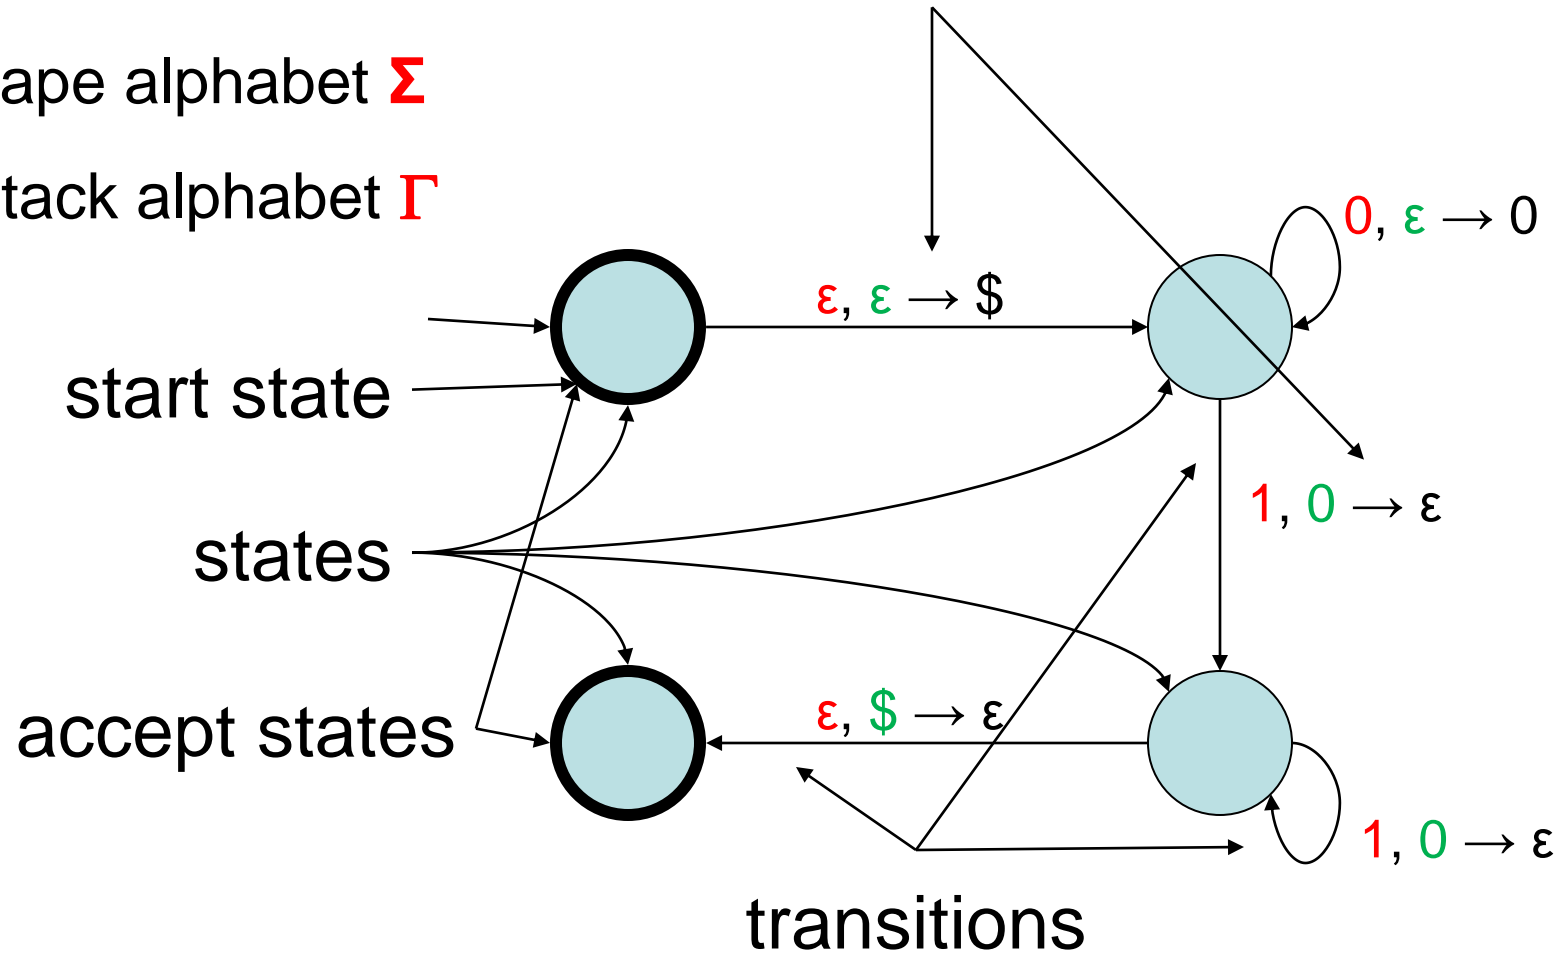 ape alphabet Σ
tack alphabet Γ
0, ε → 0
ε, ε → $
start state
1, 0 → ε
states
accept states
ε, $ → ε
1, 0 → ε
transitions